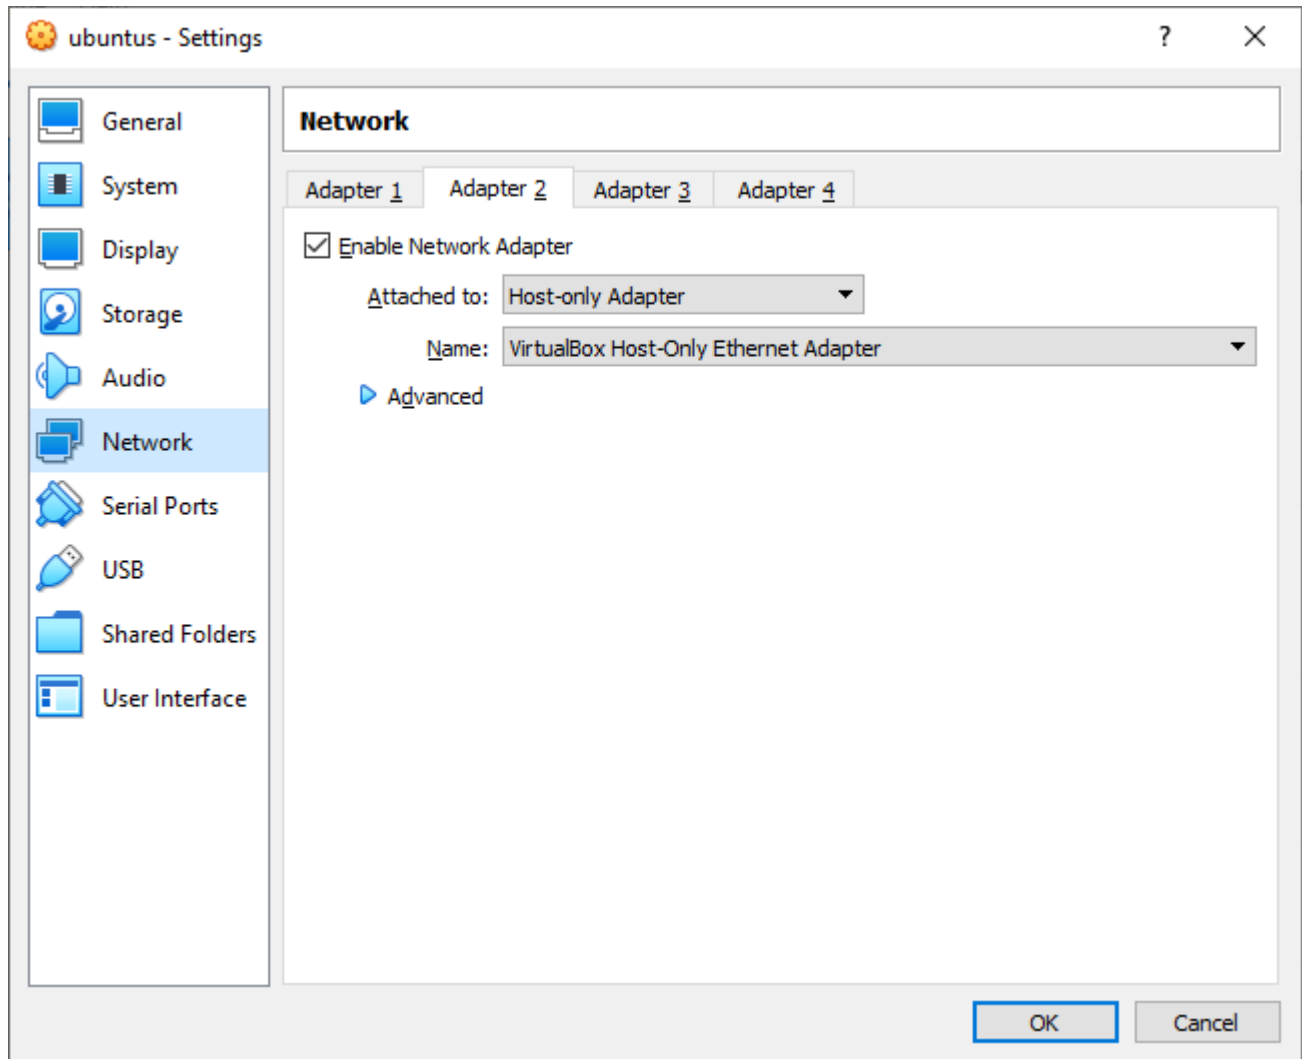 ubuntus - Settings
?
General
System
Display
Storage
Audio
Network
Serial Ports
USB
Shared Folders
User Interface
Network
Adapter 1
Adapter 2
Adapter 3
Adapter 4
Enable Network Adapter
Attached to: Host-only Adapter
Name: VirtualBox Host-Only Ethernet Adapter
Advanced
OK
Cancel